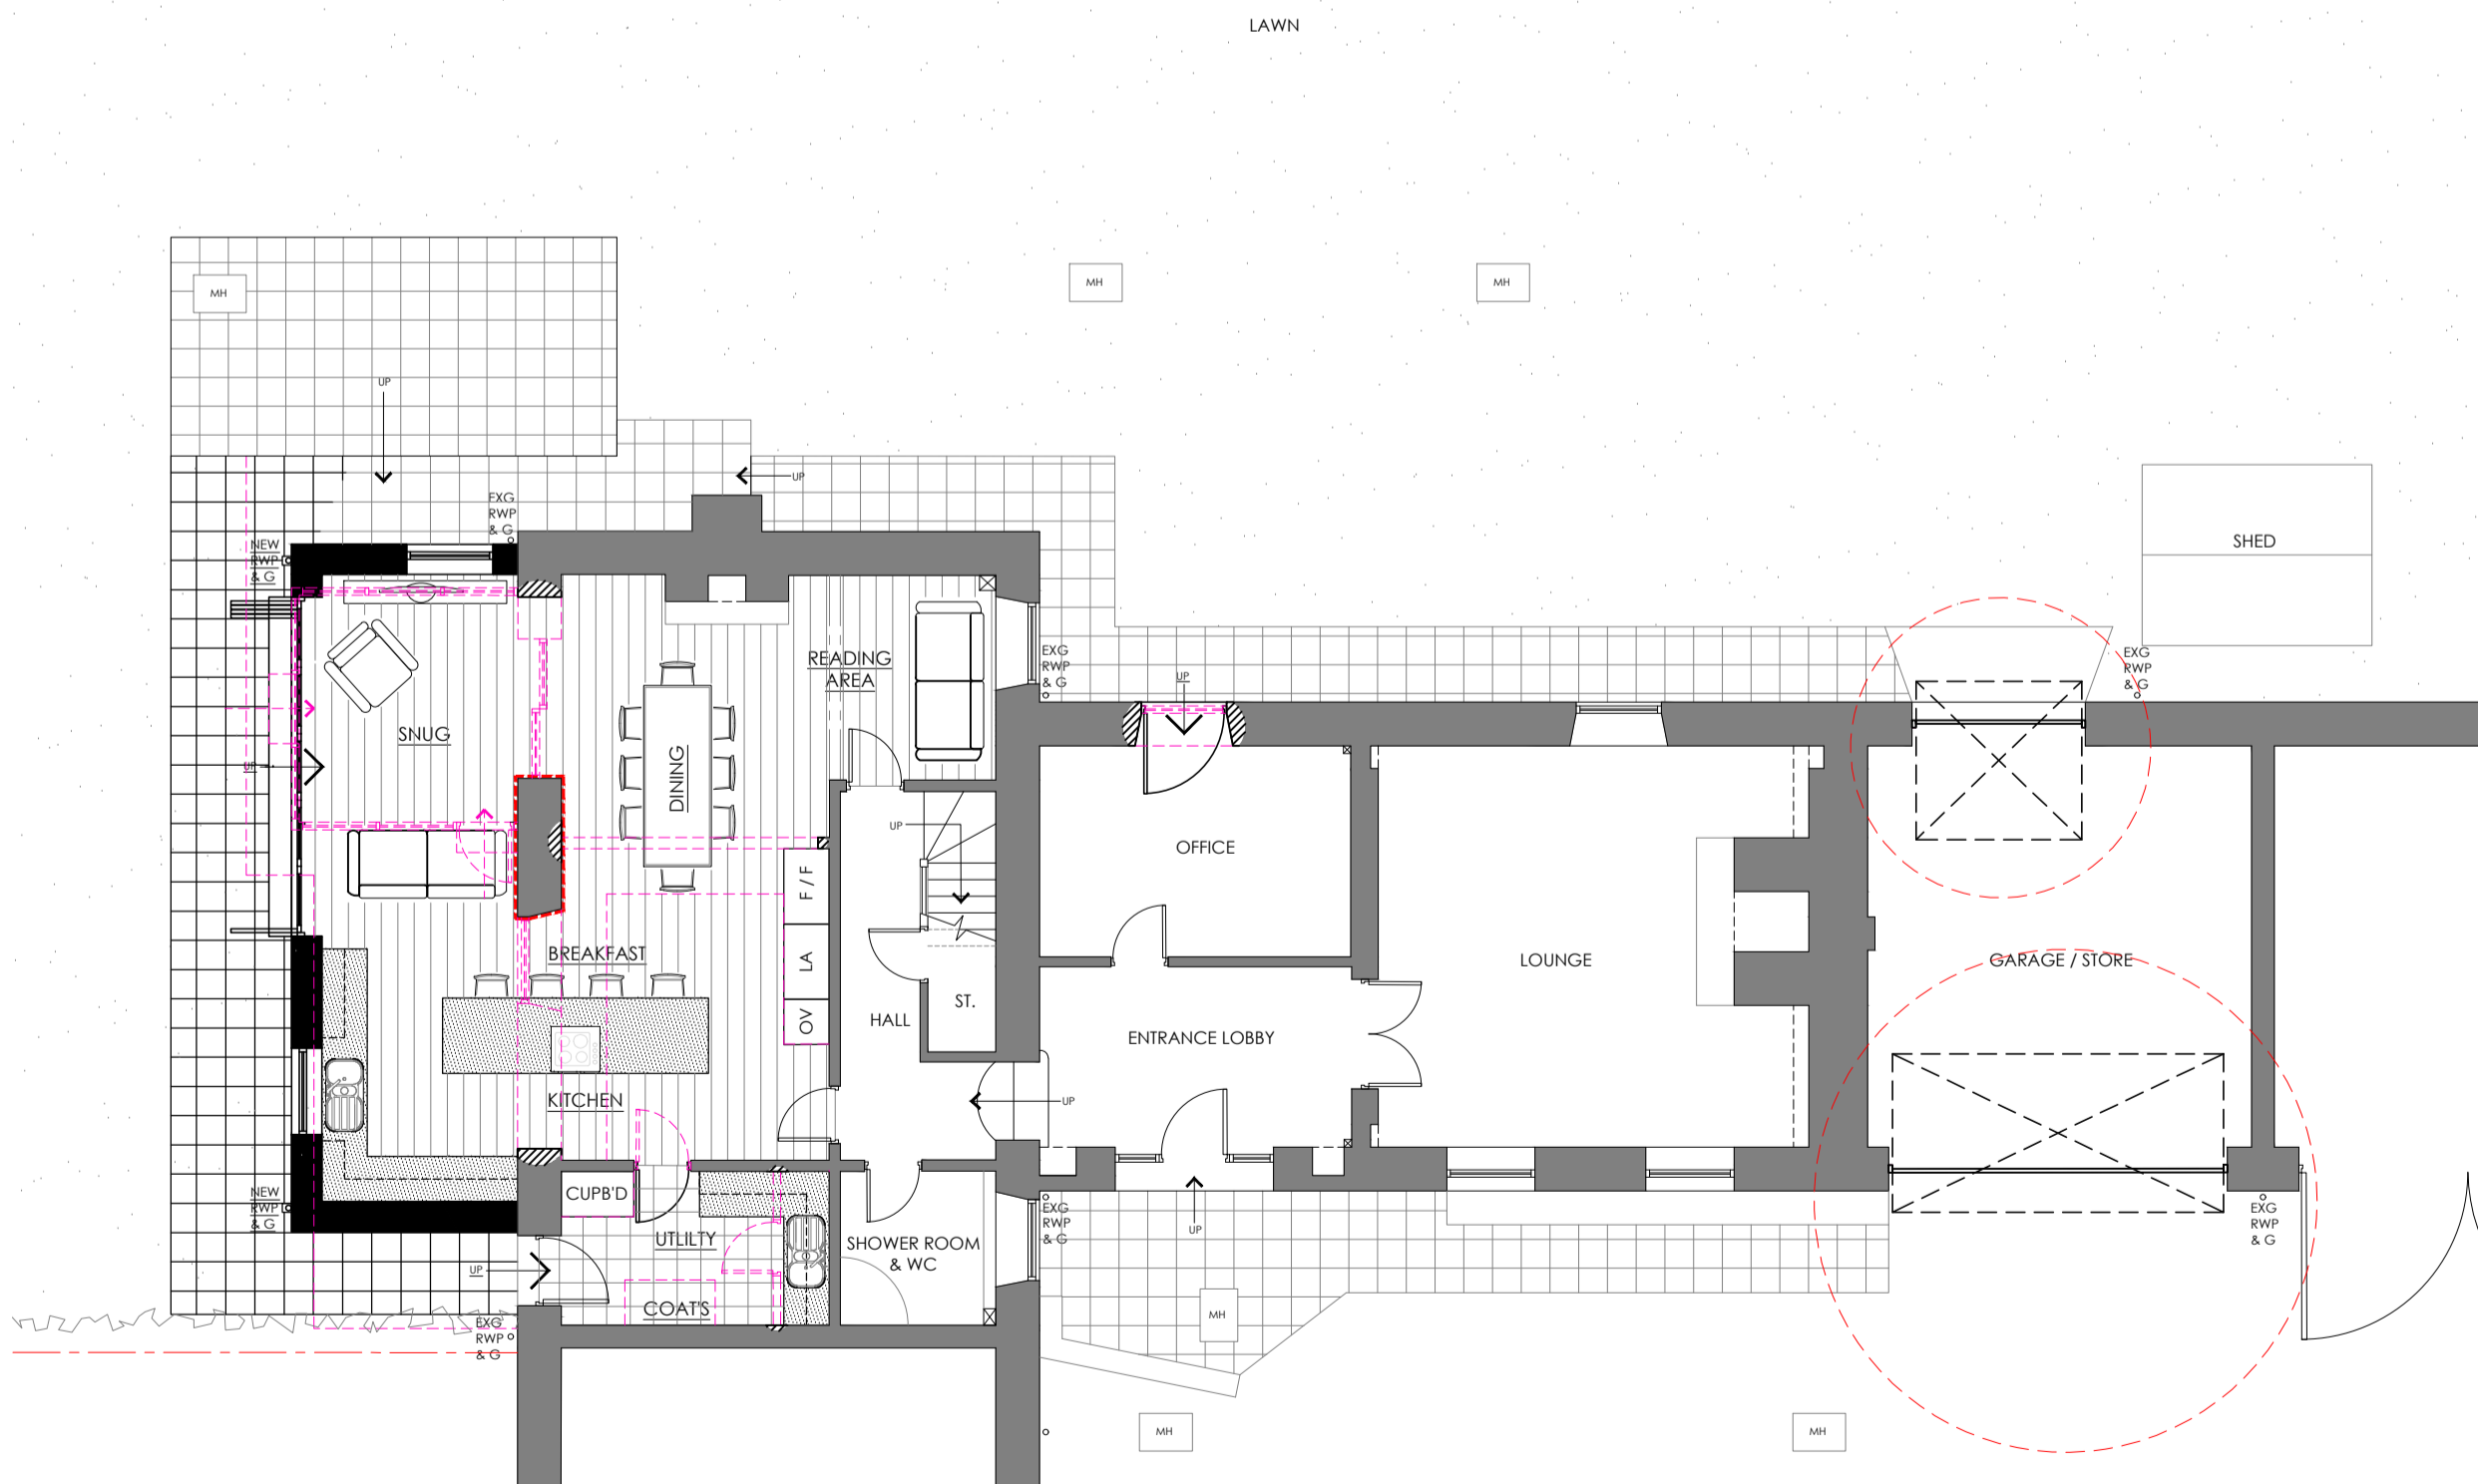 LAWN
MH
MH
MH
UP
UP
EXG
RWP
& G
NEW
RWP
& G
SHED
READING
AREA
EXG
RWP
& G
EXG
RWP
& G
UP
SNUG
UP
DINING
UP
OFFICE
F / F
BREAKFAST
LA
LOUNGE
GARAGE / STORE
ST.
OV
HALL
ENTRANCE LOBBY
KITCHEN
UP
NEW
RWP
& G
CUPB'D
UTLILTY
SHOWER ROOM
& WC
EXG
RWP
& G
UP
EXG
RWP
& G
UP
COAT'S
MH
EXG
RWP
& G
MH
MH